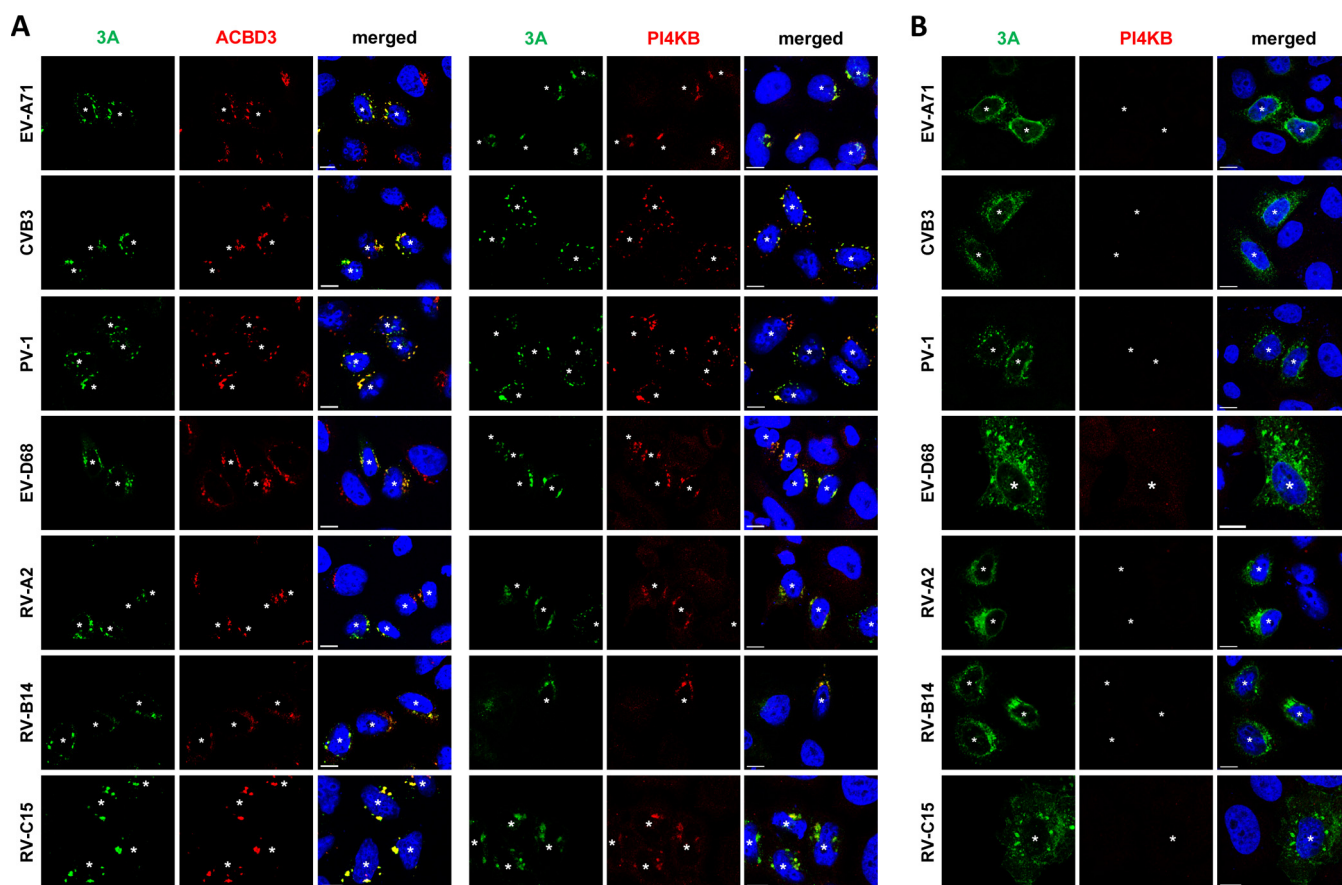 A B
3A ACBD3 merged 3A PI4KB merged 3A PI4KB merged
EV-A71
CVB3
PV-1
EV-D68
RV-A2
RV-B14
RV-C15
EV-A71
CVB3
PV-1
EV-D68
RV-A2
RV-B14
RV-C15